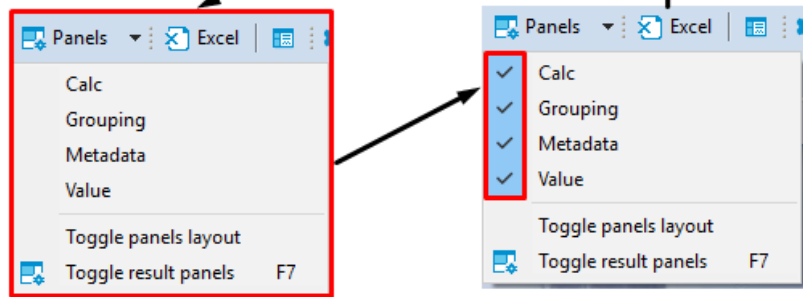 Panels Excel
Calc
Grouping
Metadata
Value
Toggle panels layout
Toggle result panels F7
Panels Excel
Calc
Grouping
Metadata
Value
Toggle panels layout
Toggle result panels F7